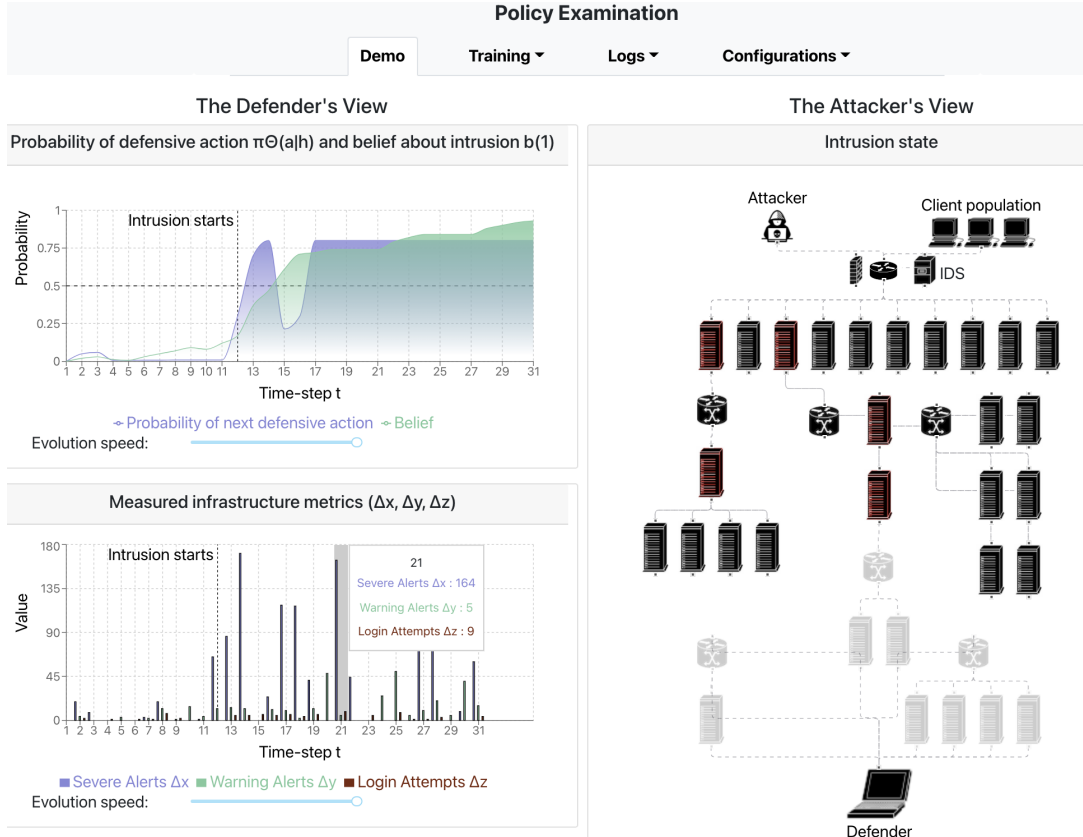 Policy Examination
Demo
Training
Logs
Configurations
The Defender's View
Probability of defensive action πΘ(a|h) and belief about intrusion b(1)
Intrusion starts
Probability
1
0.75
0.5
0.25
0
1 2 3 4 5 6 7 8 9 10 11 13 15 17 19 21 23 25 27 29 31
Time-step t
Probability of next defensive action
Belief
Evolution speed:
Measured infrastructure metrics (Δx, Δy, Δz)
Intrusion starts
Value
180
135
90
45
0
21
Severe Alerts Δx : 164
Warning Alerts Δy : 5
Login Attempts Δz : 9
1 2 3 4 5 6 7 8 9 11 13 15 17 19 21 23 25 27 29 31
Time-step t
Severe Alerts Δx
Warning Alerts Δy
Login Attempts Δz
Evolution speed:
The Attacker's View
Intrusion state
Attacker
Client population
IDS
Defender